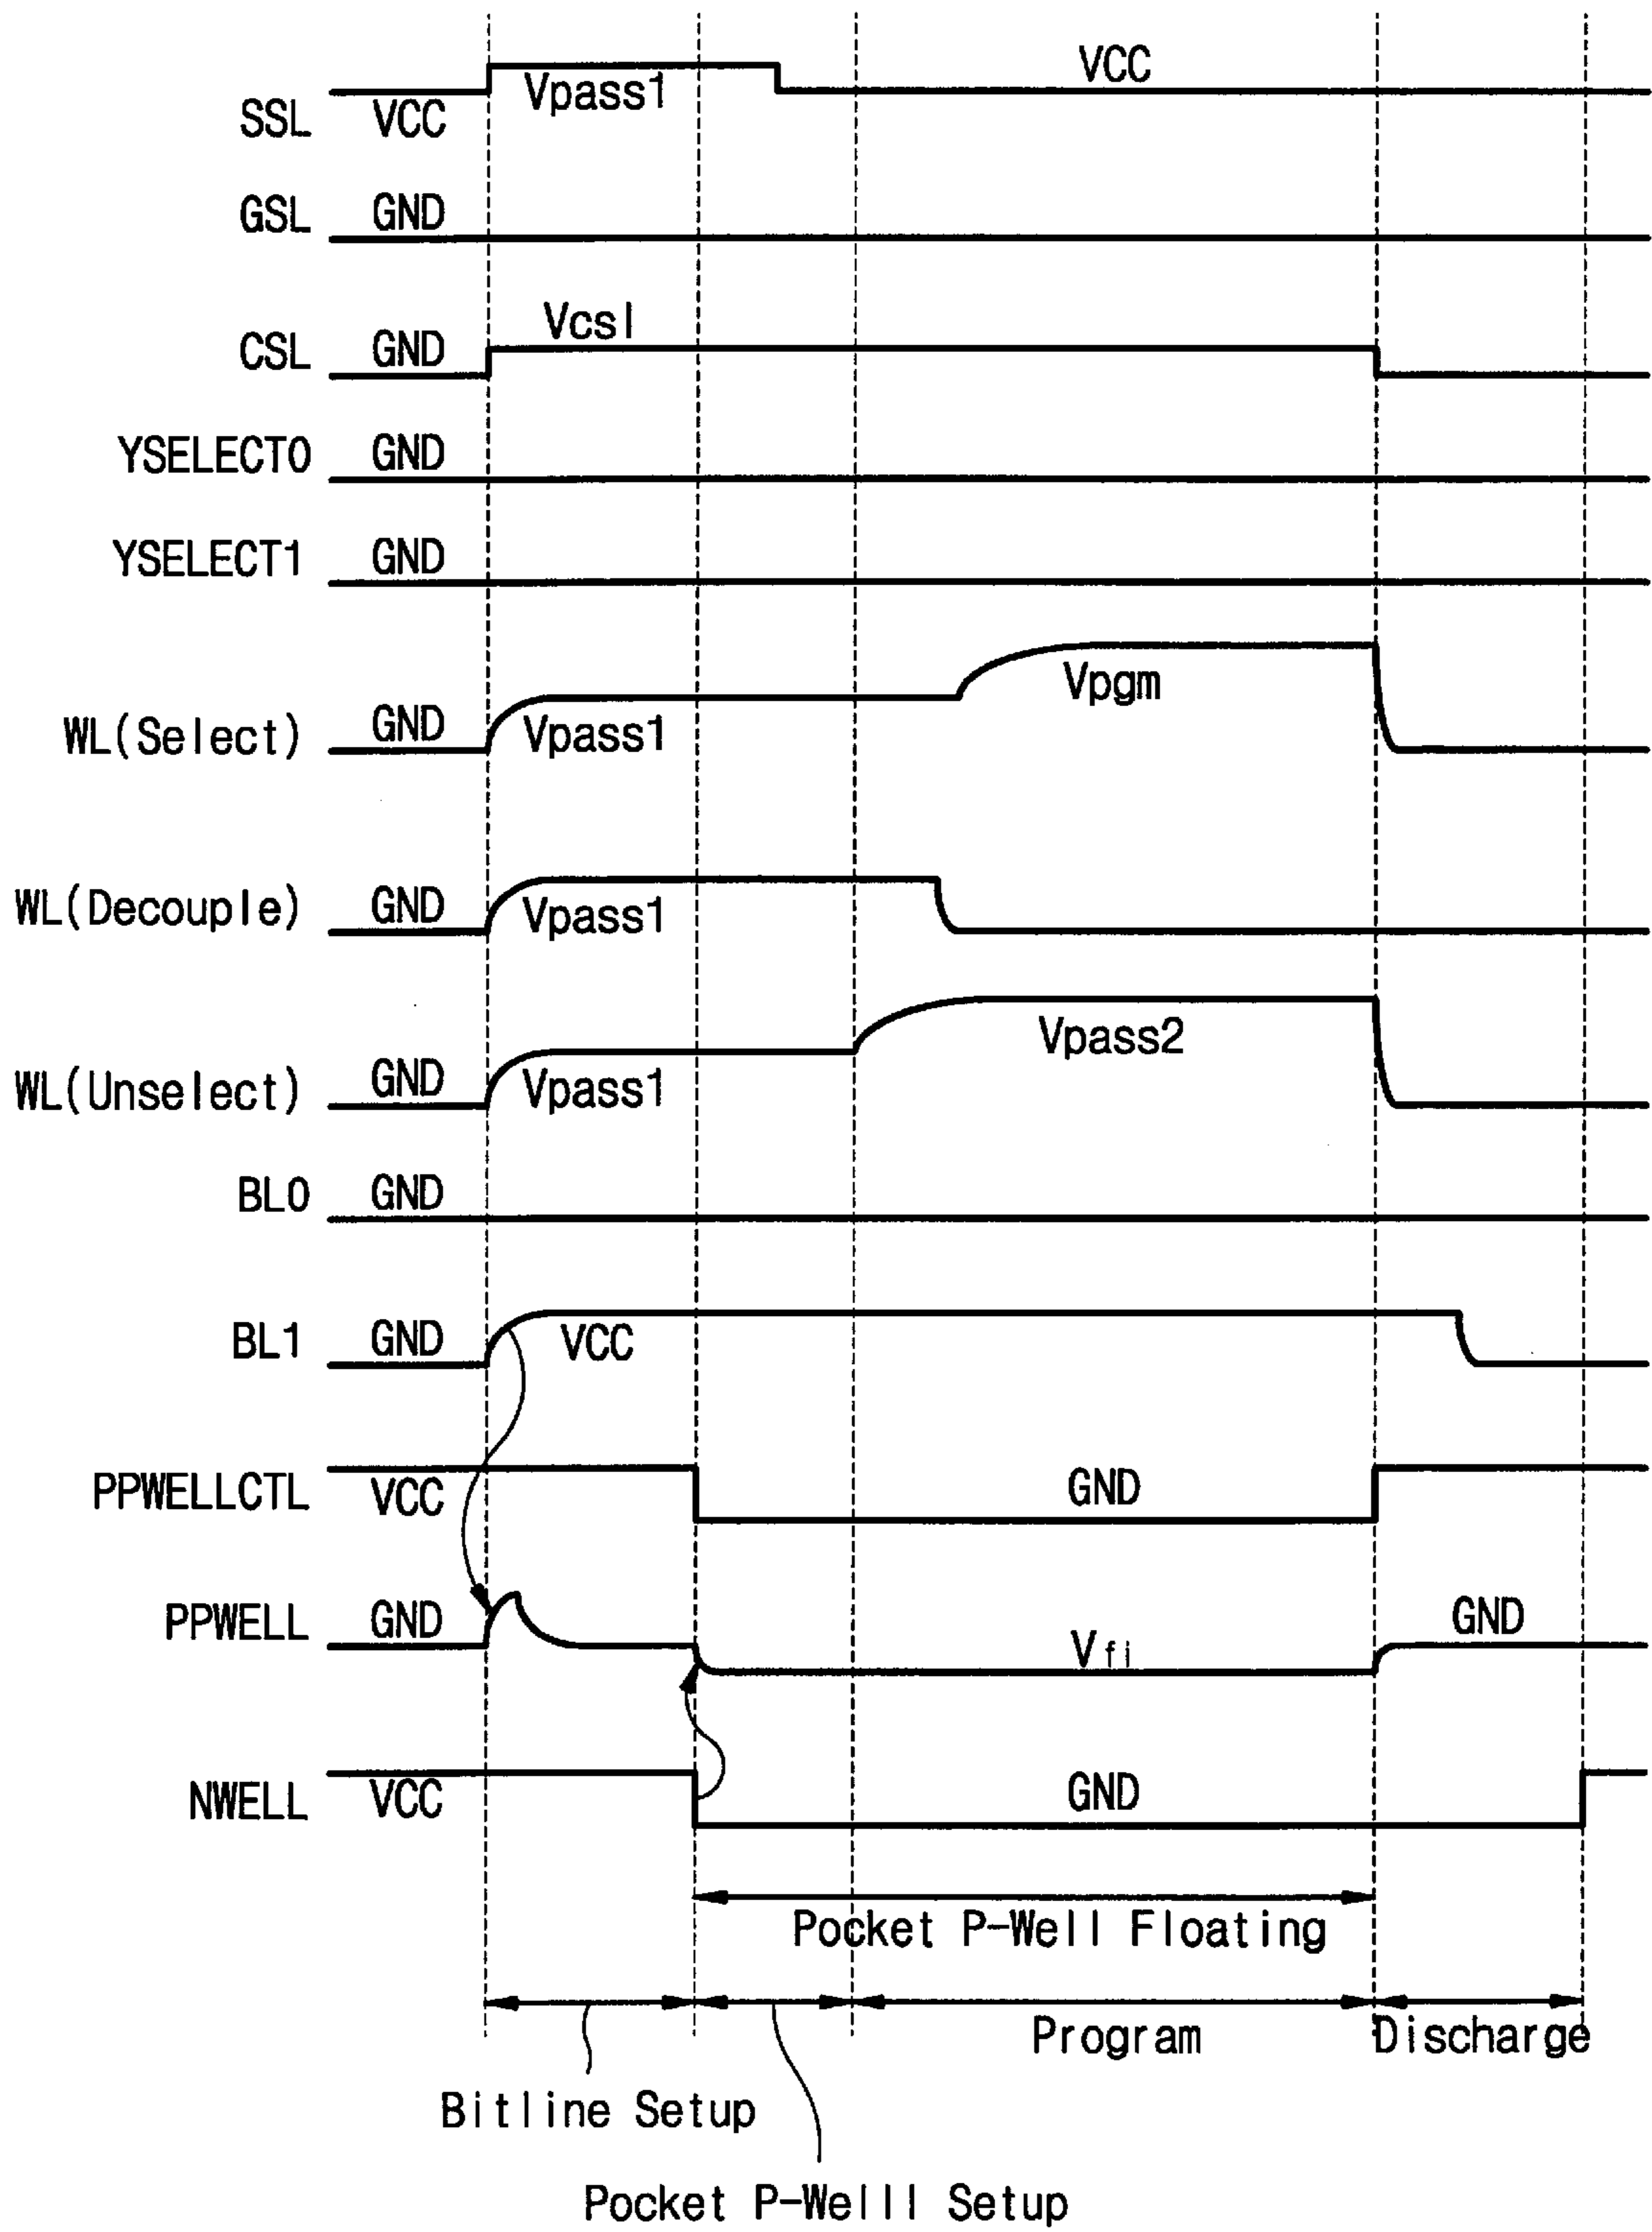 VCC
Vpass1
SSL VCC
GSL GND
Vcsl
CSL GND
YSELECT0 GND
YSELECT1 GND
Vpgm
WL(Select) GND Vpass1
WL(Decouple) GND Vpass1
Vpass2
WL(Unselect) GND Vpass1
BL0 GND
BL1 GND VCC
PPWELLCTL VCC GND
PPWELL GND Vfi GND
NWELL VCC GND
Pocket P-Well Floating
Program Discharge
Bitline Setup
Pocket P-Welll Setup